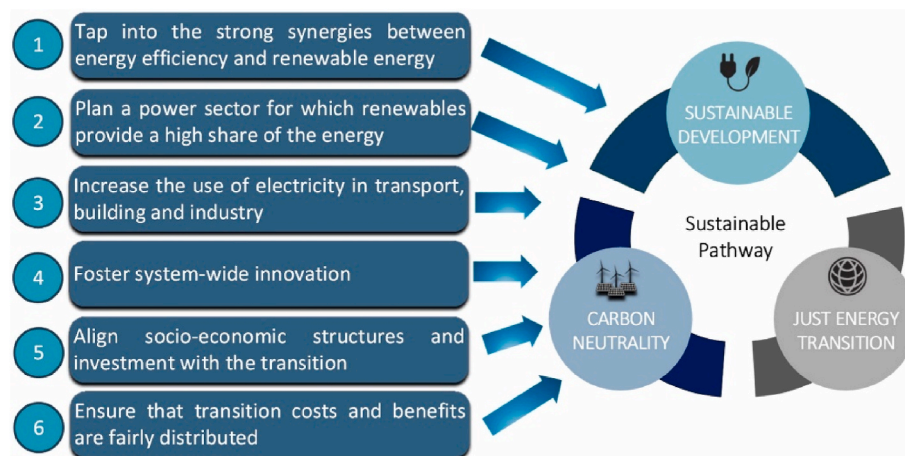 1
Tap into the strong synergies between
energy efficiency and renewable energy
2
Plan a power sector for which renewables
provide a high share of the energy
3
Increase the use of electricity in transport,
building and industry
4
Foster system-wide innovation
5
Align socio-economic structures and
investment with the transition
6
Ensure that transition costs and benefits
are fairly distributed
SUSTAINABLE
DEVELOPMENT
Sustainable
Pathway
CARBON
NEUTRALITY
JUST ENERGY
TRANSITION